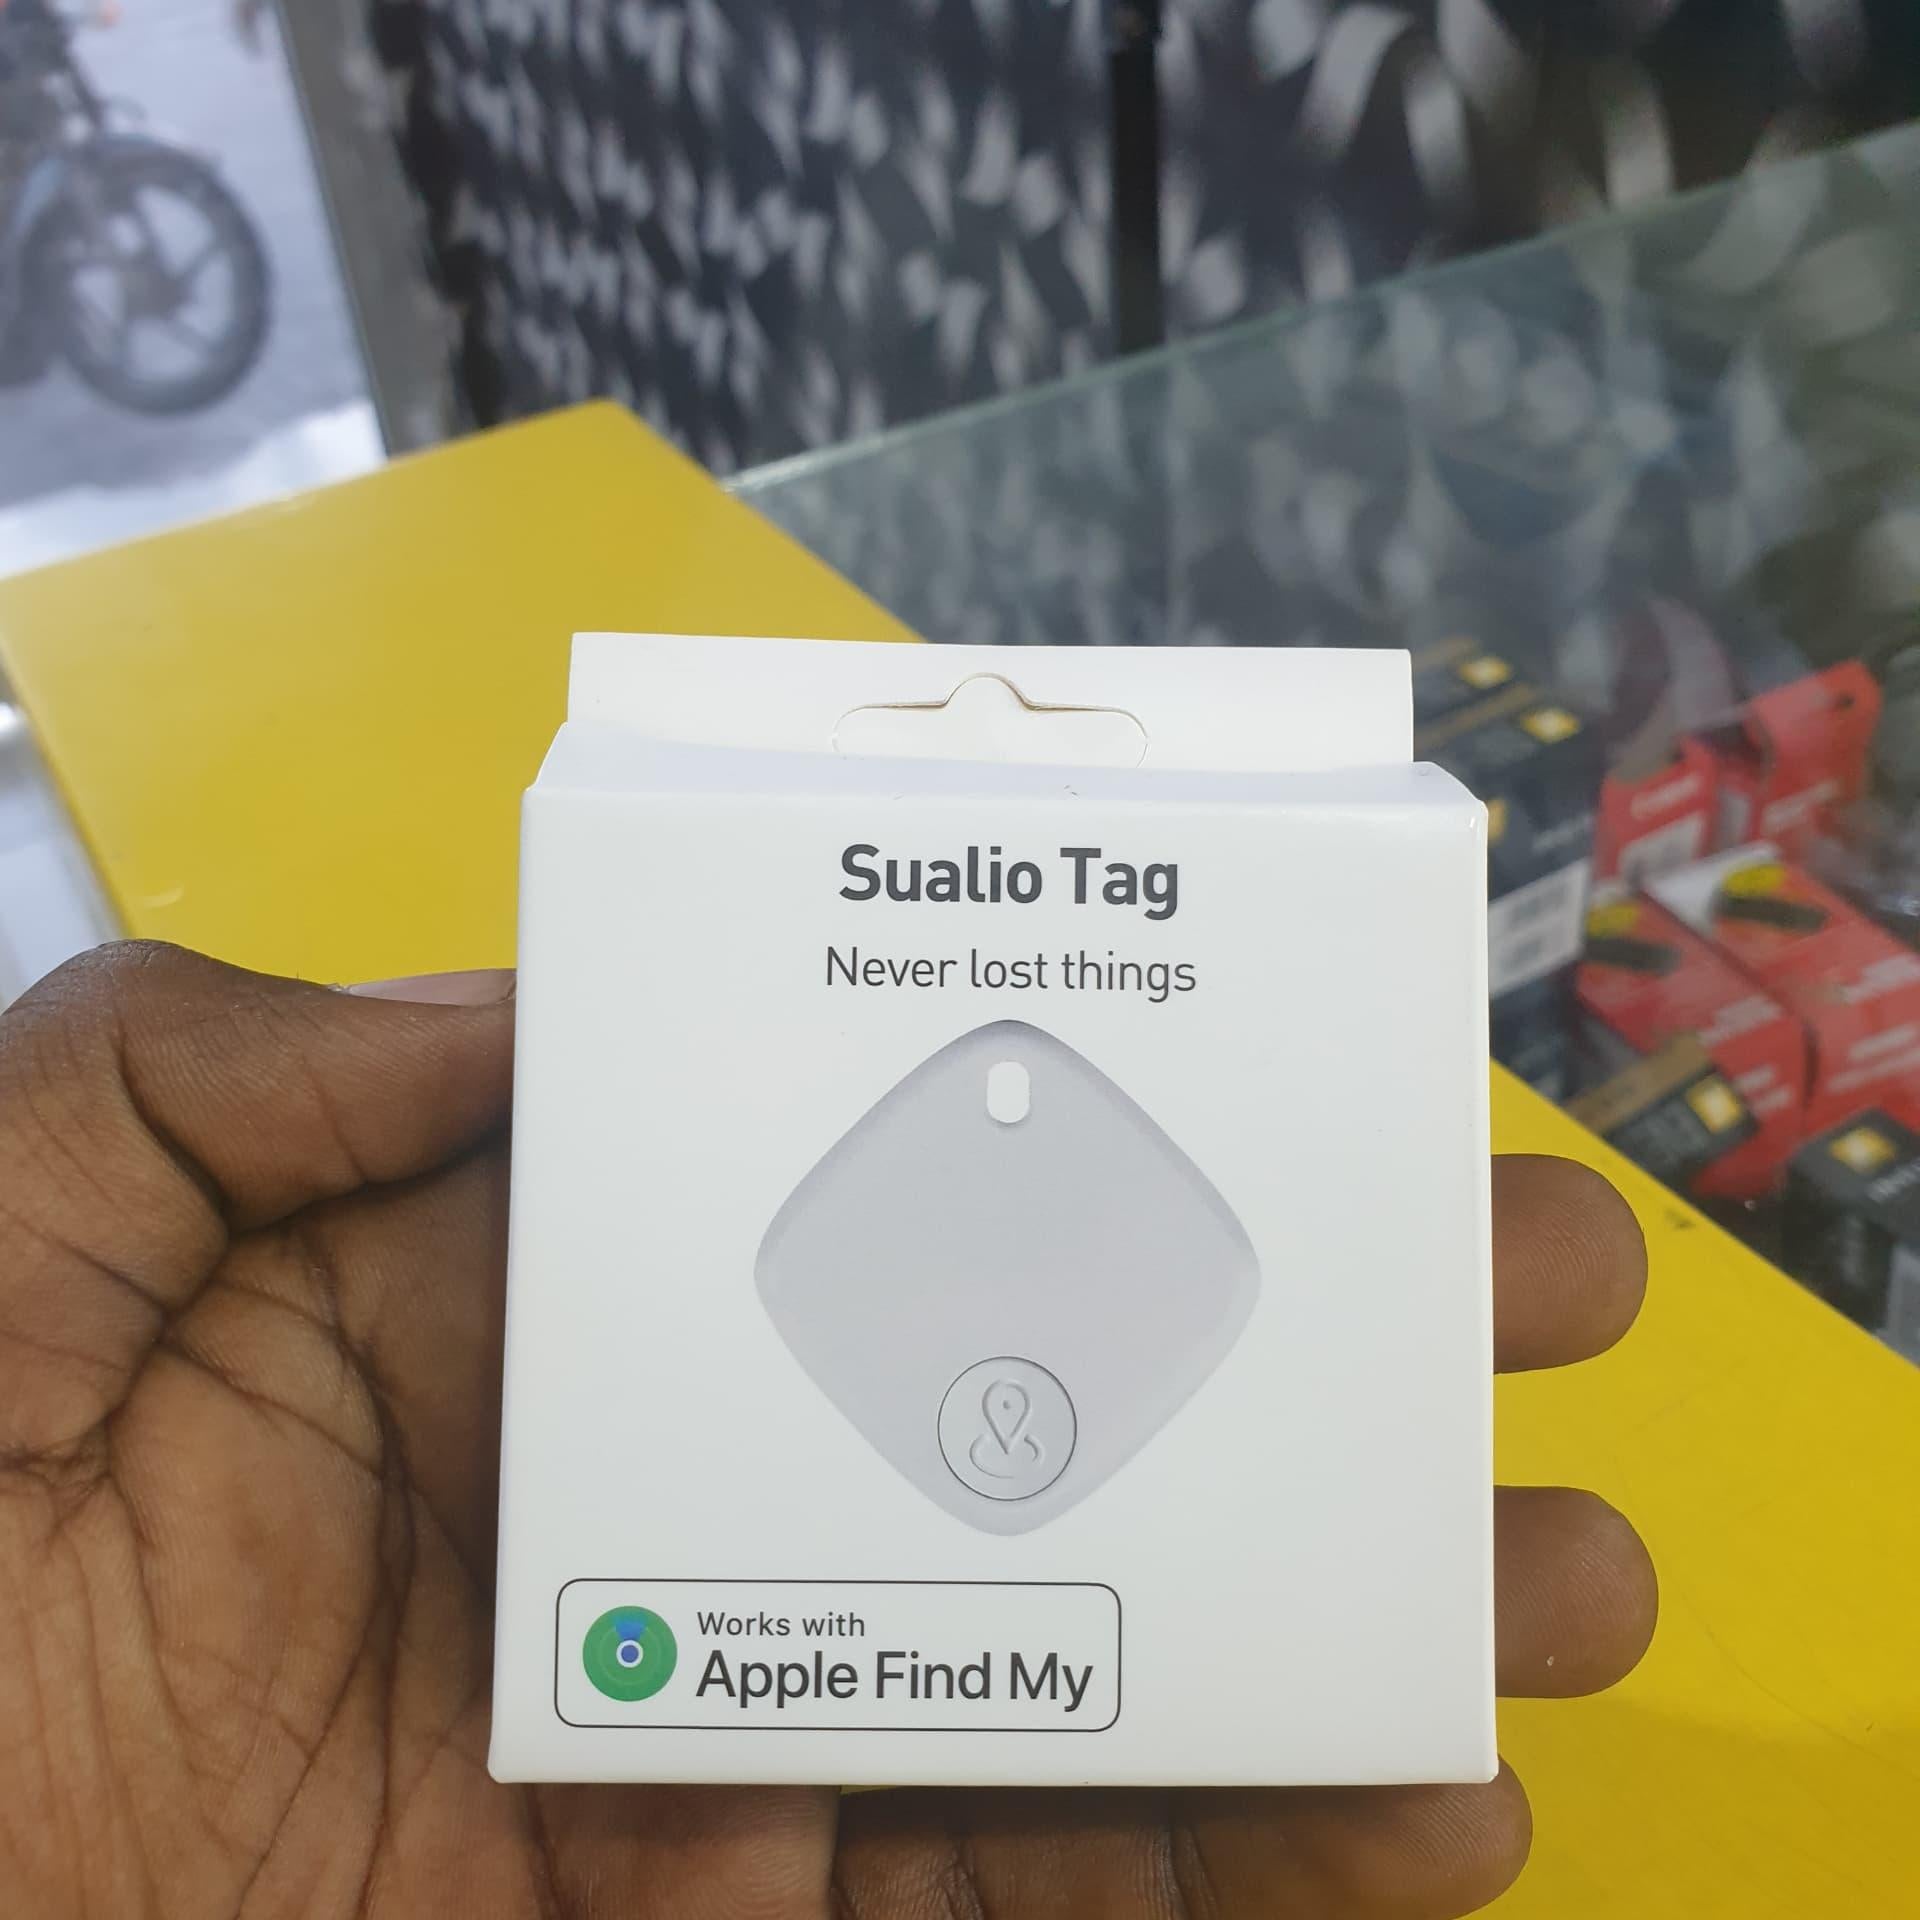 Sualio Tag
Never lost things
Works with
Apple Find My